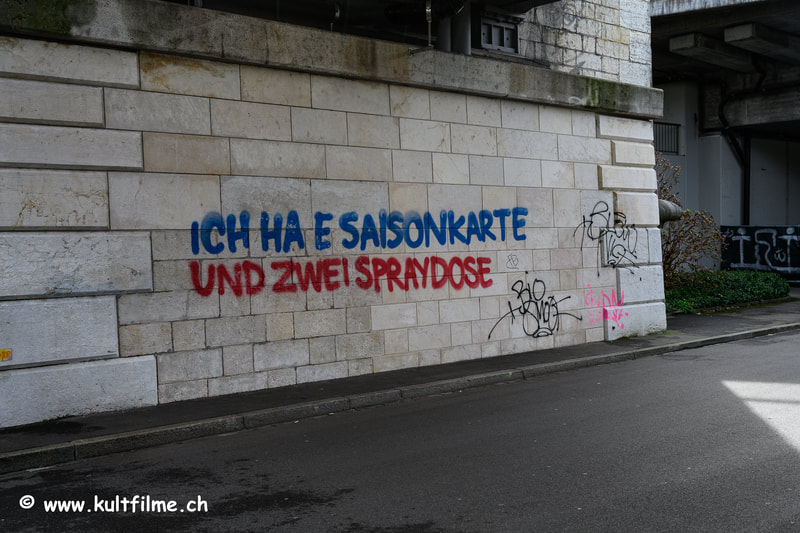 ICH HA E SAISONKARTE
UND ZWEI SPRAYDOSE
© www.kultfilme.ch